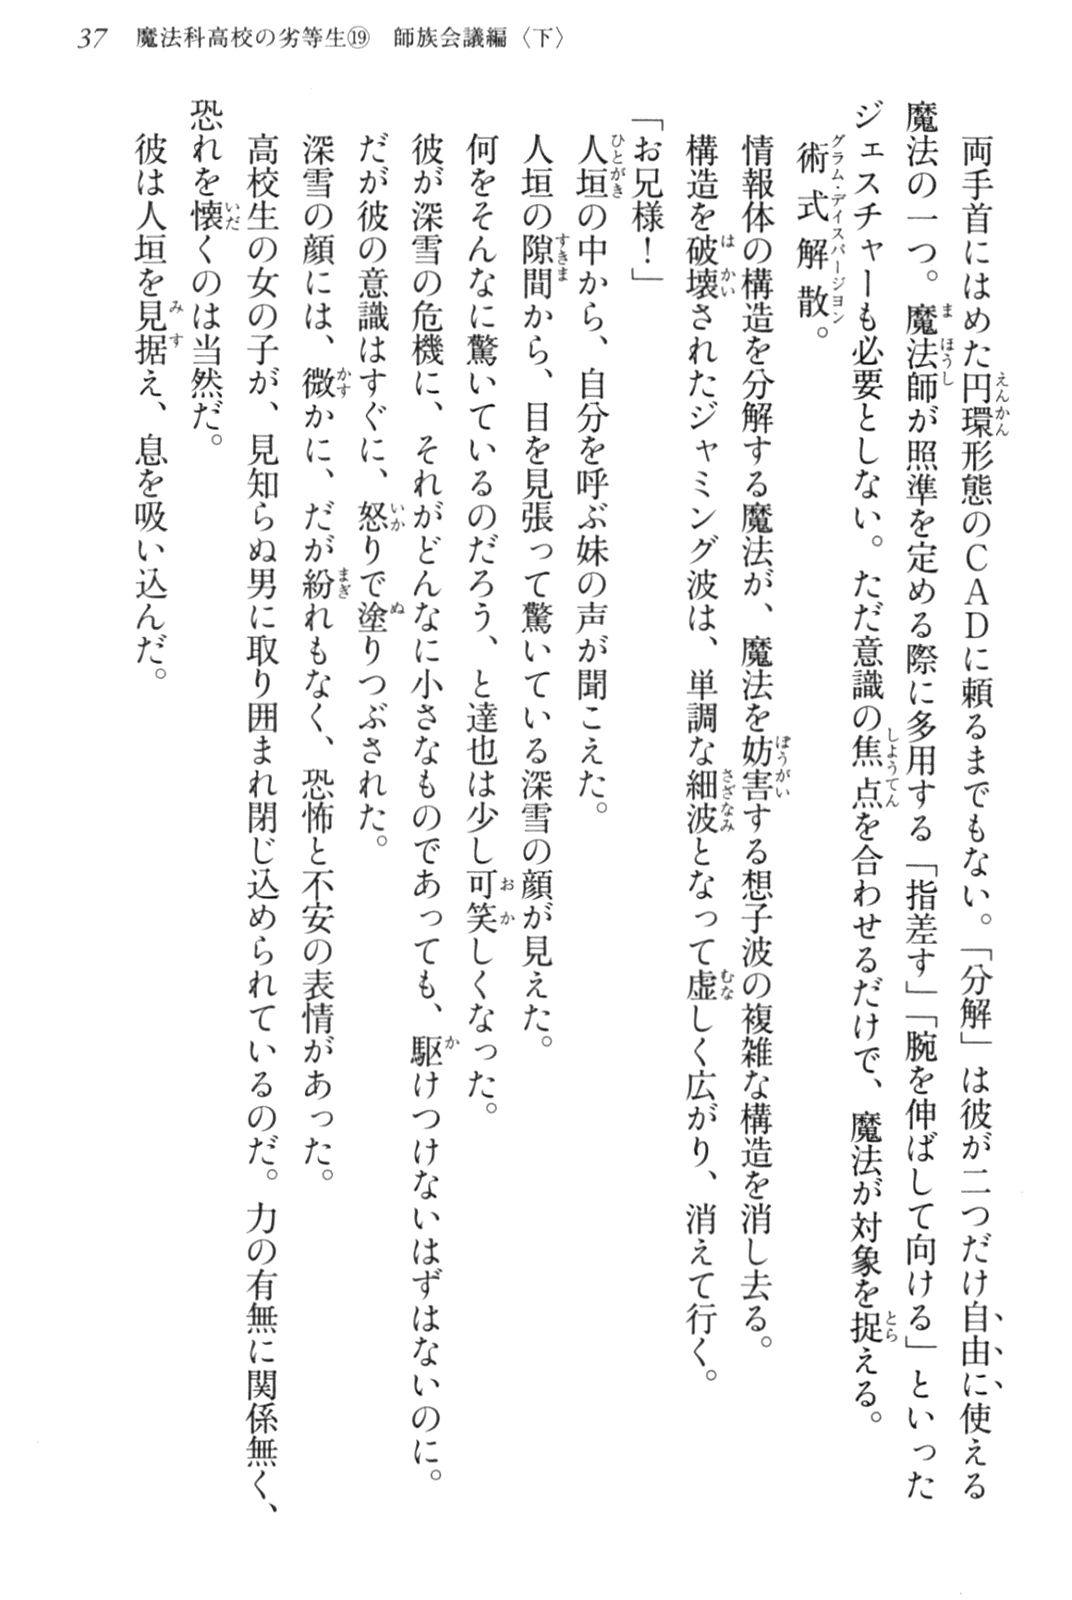 37　魔法科高校の劣等生⑲　師族会議編〈下〉
　両手首にはめた円環形態のCADに頼るまでもない。「分解」は彼が二つだけ自由に使える
魔法の一つ。魔法師が照準を定める際に多用する「指差す」「腕を伸ばして向ける」といった
ジェスチャーも必要としない。ただ意識の焦点を合わせるだけで、魔法が対象を捉える。
　術式解散。
　情報体の構造を分解する魔法が、魔法を妨害する想子波の複雑な構造を消し去る。
　構造を破壊されたジャミング波は、単調な細波となって虚しく広がり、消えて行く。
「お兄様！」
　人垣の中から、自分を呼ぶ妹の声が聞こえた。
　人垣の隙間から、目を見張って驚いている深雪の顔が見えた。
　何をそんなに驚いているのだろう、と達也は少し可笑しくなった。
　彼が深雪の危機に、それがどんなに小さなものであっても、駆けつけないはずはないのに。
　だが彼の意識はすぐに、怒りで塗りつぶされた。
　深雪の顔には、微かに、だが紛れもなく、恐怖と不安の表情があった。
　高校生の女の子が、見知らぬ男に取り囲まれ閉じ込められているのだ。力の有無に関係無く、
恐れを懐くのは当然だ。
　彼は人垣を見据え、息を吸い込んだ。